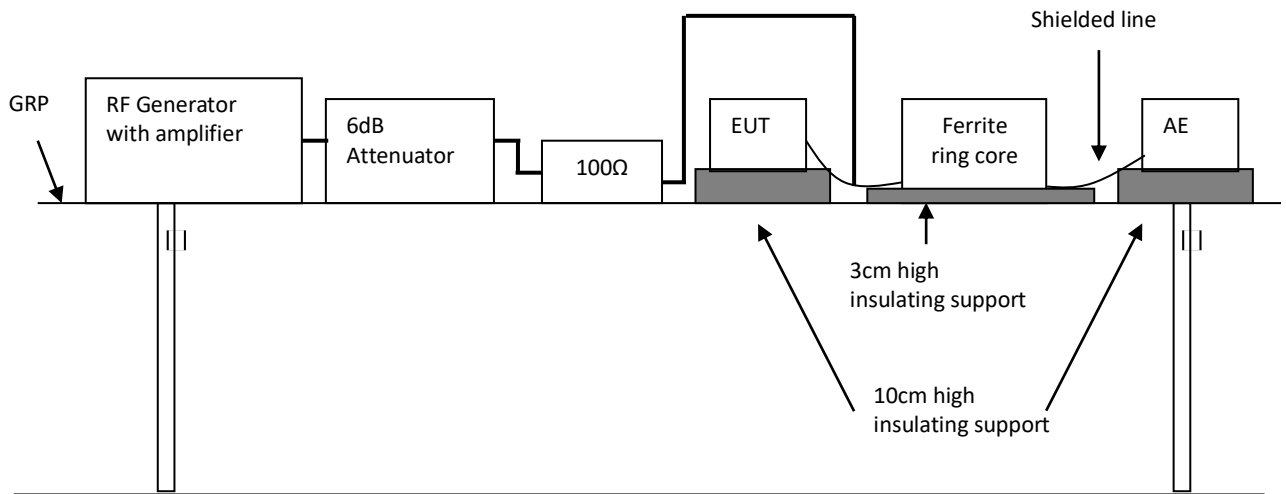 Shielded line
GRP
RF Generator
with amplifier
6dB
Attenuator
100Ω
EUT
Ferrite
ring core
AE
3cm high
insulating support
10cm high
insulating support